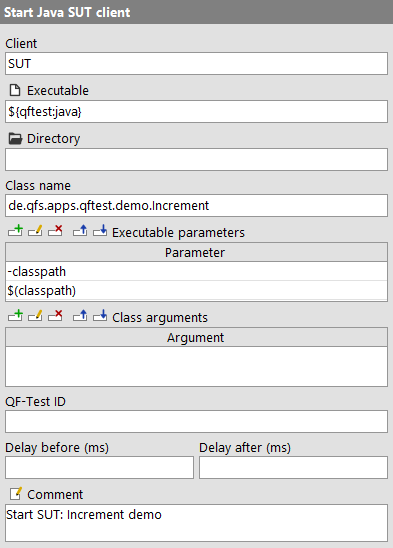 Start Java SUT client
Client
SUT
Executable
${qftest:java}
Directory
Class name
de.qfs.apps.qftest.demo.Increment
Executable parameters
Parameter
-classpath
$(classpath)
Class arguments
Argument
QF-Test ID
Delay before (ms) Delay after (ms)
Comment
Start SUT: Increment demo